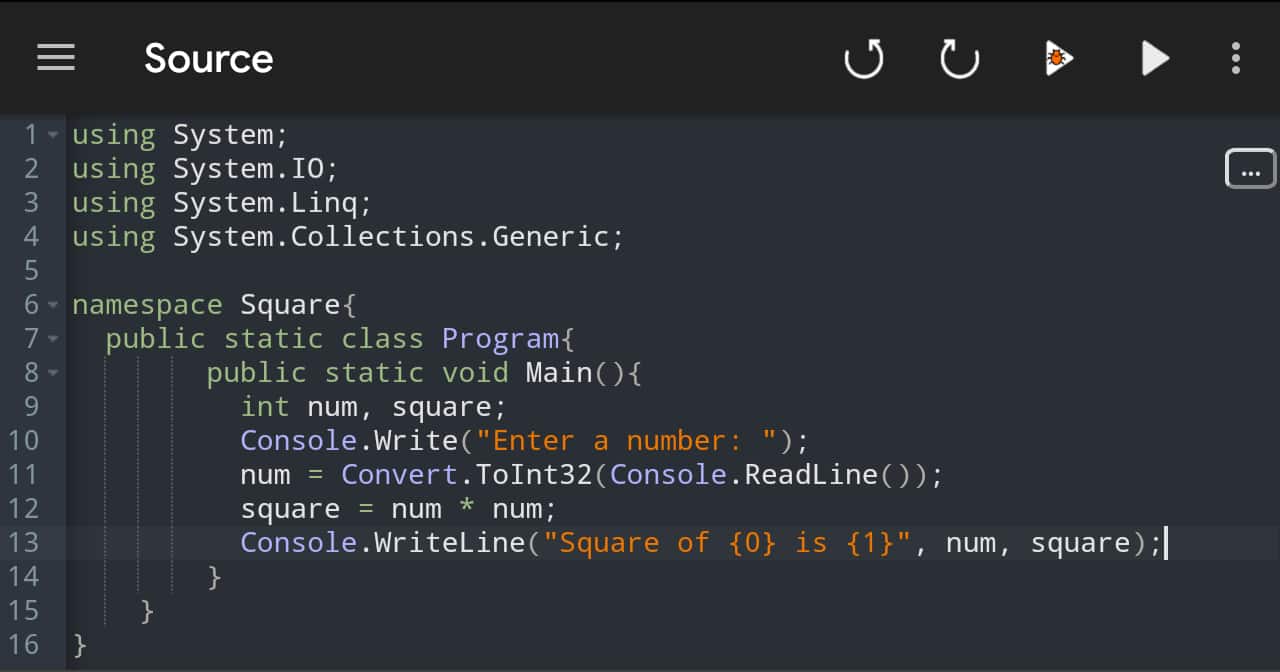 Source
1 using System;
2 using System.IO;
3 using System.Linq;
4 using System.Collections.Generic;
5
6 namespace Square{
7   public static class Program{
8         public static void Main(){
9           int num, square;
10           Console.Write("Enter a number: ");
11           num = Convert.ToInt32(Console.ReadLine());
12           square = num * num;
13           Console.WriteLine("Square of {0} is {1}", num, square);
14         }
15     }
16 }
...